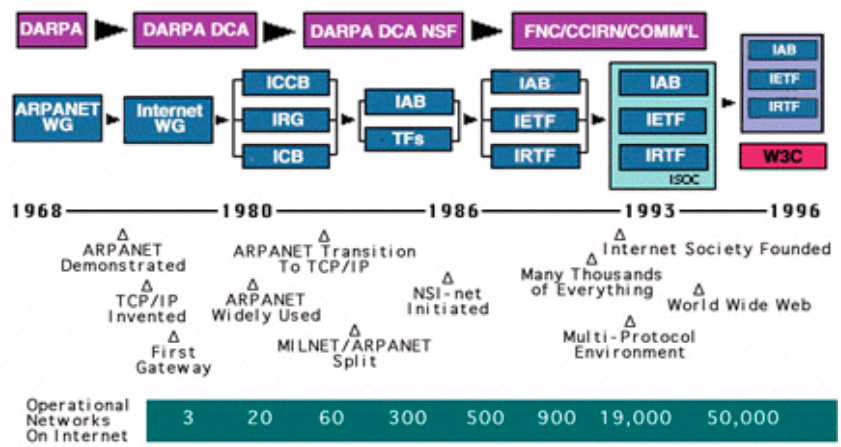 DARPA
DARPA DCA
DARPA DCA NSF
FNC/CCIRN/COMM'L
IAB
IETF
IRTF
ARPANET
WG
Internet
WG
ICCB
IRG
ICB
IAB
TFs
IAB
IETF
IRTF
IAB
IETF
IRTF
ISOC
W3C
1968 1980 1986 1993 1996
ARPANET
Demonstrated
TCP/IP
Invented
First
Gateway
ARPANET Transition
To TCP/IP
ARPANET
Widely Used
MILNET/ARPANET
Split
NSI-net
Initiated
Internet Society Founded
Many Thousands
of Everything
World Wide Web
Multi-Protocol
Environment
Operational
Networks
On Internet
3 20 60 300 500 900 19,000 50,000